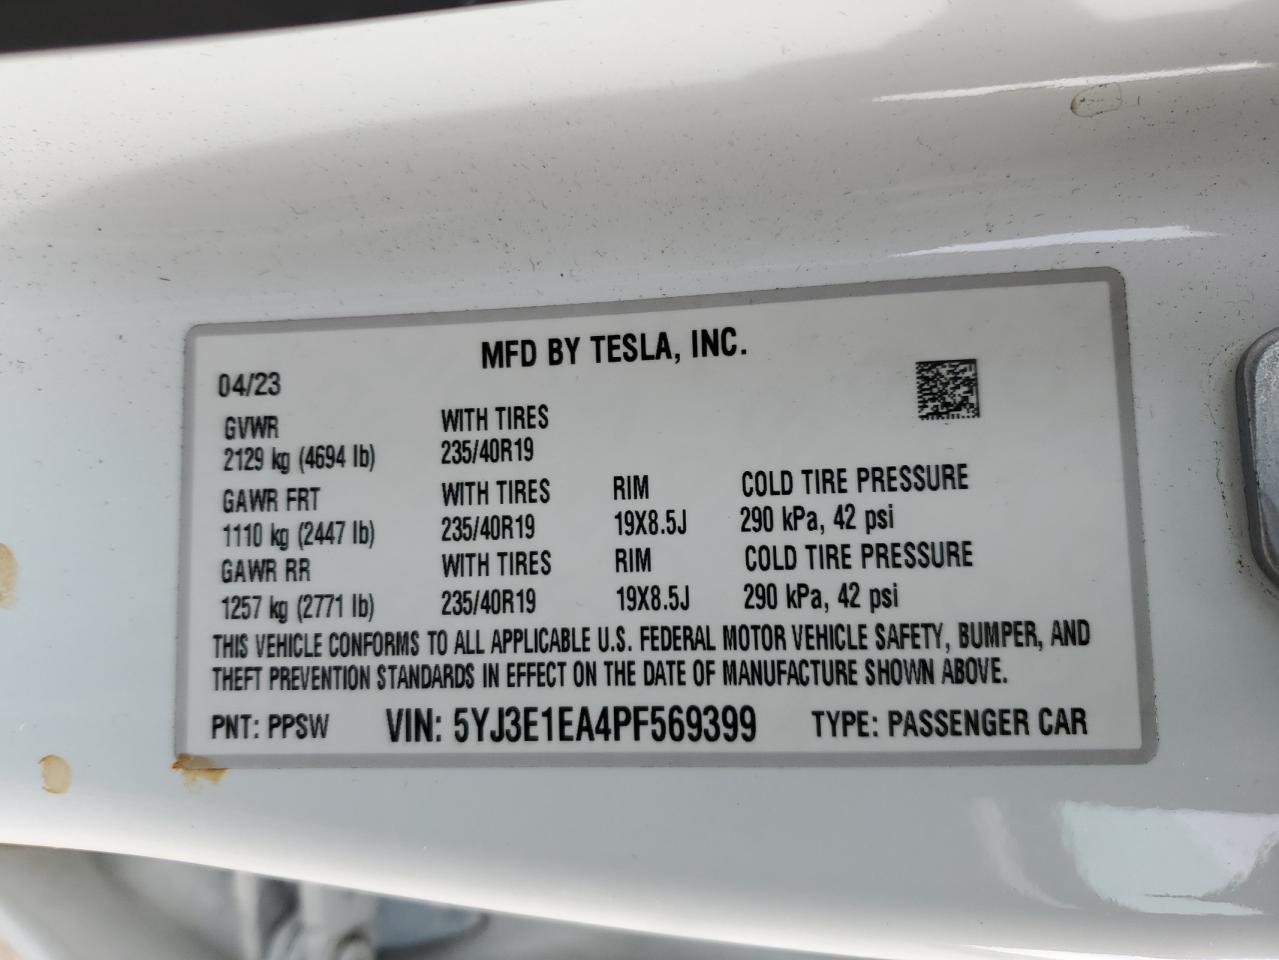 MFD BY TESLA, INC.
04/23
GVWR WITH TIRES
2129 kg (4694 lb) 235/40R19
GAWR FRT WITH TIRES RIM COLD TIRE PRESSURE
1110 kg (2447 lb) 235/40R19 19X8.5J 290 kPa, 42 psi
GAWR RR WITH TIRES RIM COLD TIRE PRESSURE
1257 kg (2771 lb) 235/40R19 19X8.5J 290 kPa, 42 psi
THIS VEHICLE CONFORMS TO ALL APPLICABLE U.S. FEDERAL MOTOR VEHICLE SAFETY, BUMPER, AND
THEFT PREVENTION STANDARDS IN EFFECT ON THE DATE OF MANUFACTURE SHOWN ABOVE.
PNT: PPSW VIN: 5YJ3E1EA4PF569399 TYPE: PASSENGER CAR